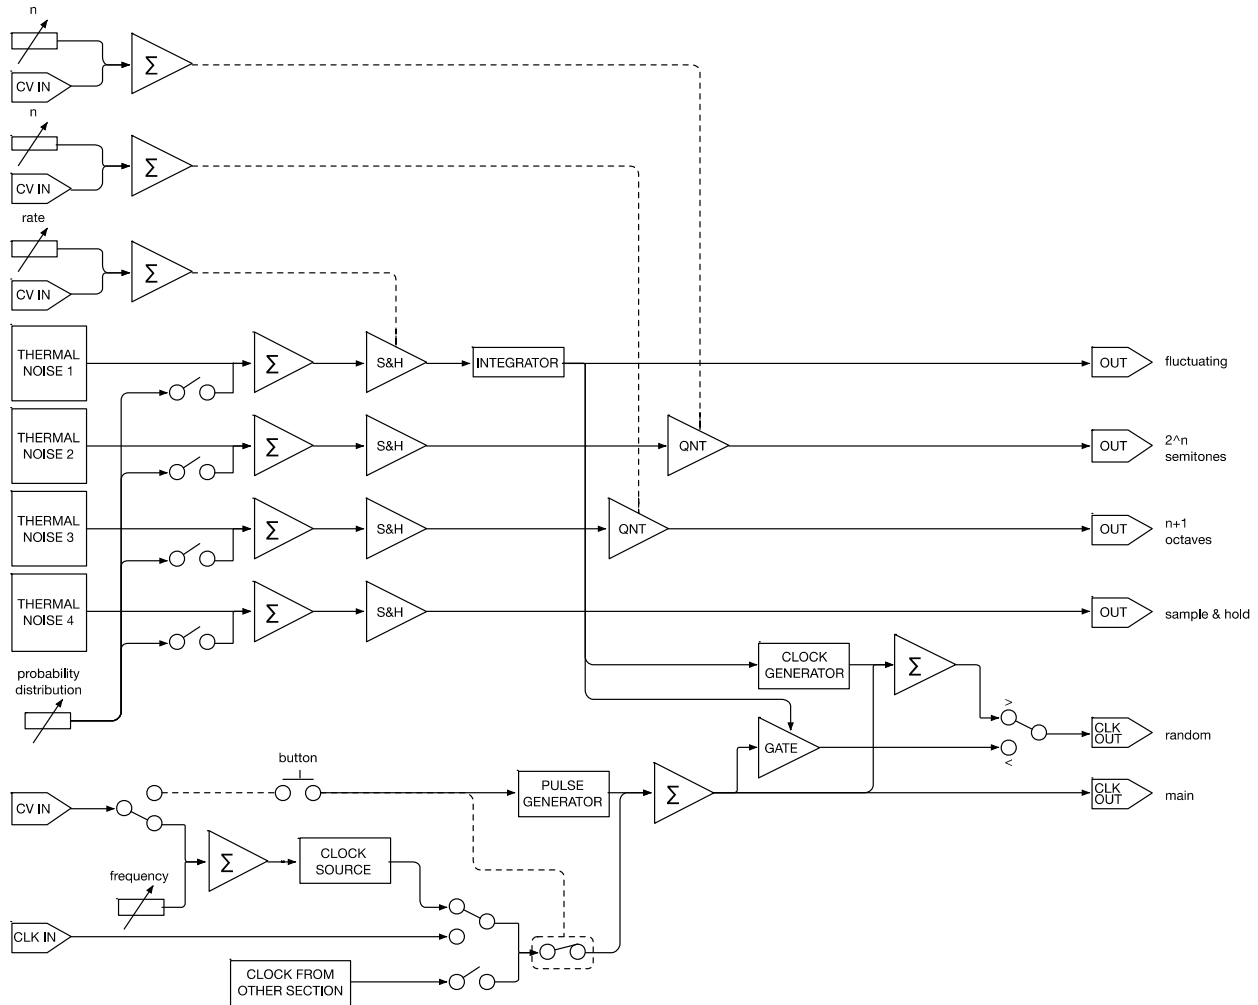 n
CV IN
Σ
n
CV IN
Σ
rate
CV IN
Σ
THERMAL
NOISE 1
Σ
S&H
INTEGRATOR
OUT
fluctuating
THERMAL
NOISE 2
Σ
S&H
QNT
OUT
2^n
semitones
THERMAL
NOISE 3
Σ
S&H
QNT
OUT
n+1
octaves
THERMAL
NOISE 4
Σ
S&H
OUT
sample & hold
probability
distribution
CLOCK
GENERATOR
Σ
>
<
CLK
OUT
random
GATE
button
PULSE
GENERATOR
Σ
CLK
OUT
main
CV IN
frequency
Σ
CLOCK
SOURCE
CLK IN
CLOCK FROM
OTHER SECTION